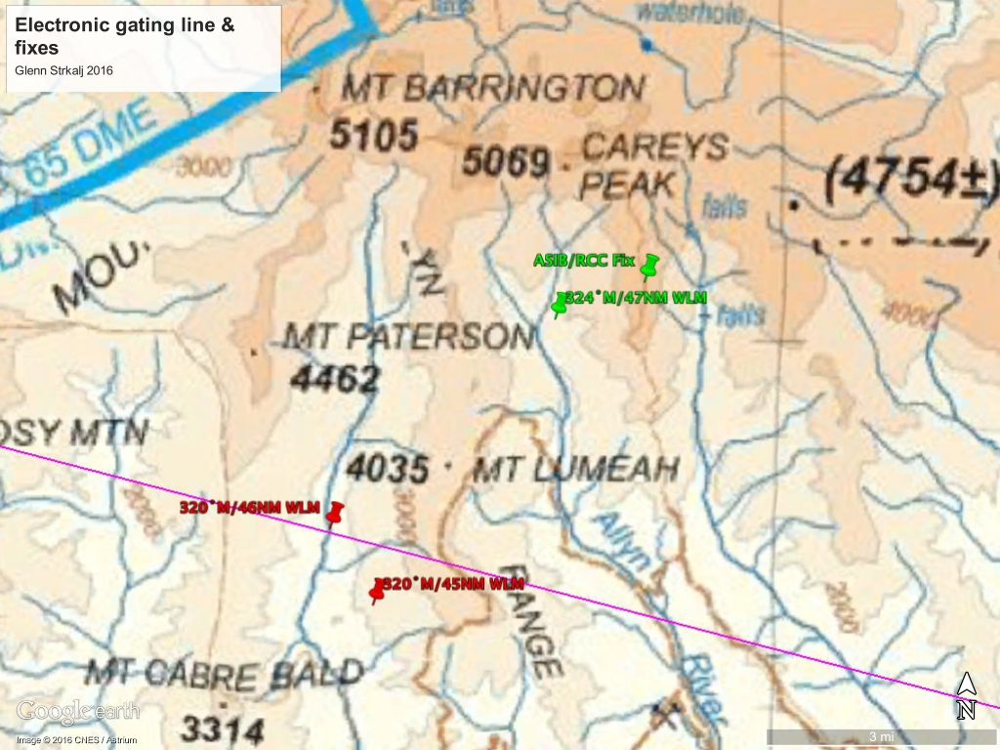 Electronic gating line &
fixes
Glenn Strkalj 2016
falls
waterhole
MT BARRINGTON
5105
65 DME
3000
5069
CAREYS
PEAK
(4754±)
falls
MOU.
ASIB/RCC Fix
324°M/47NM WLM
falls
4000
MT PATERSON
4462
OSY MTN
4035
MT LUMEAH
320°M/46NM WLM
2000
3000
Allyn
River
320°M/45NM WLM
RANGE
2000
MT CABRE BALD
3314
Google earth
Image © 2016 CNES / Astrium
N
3 mi